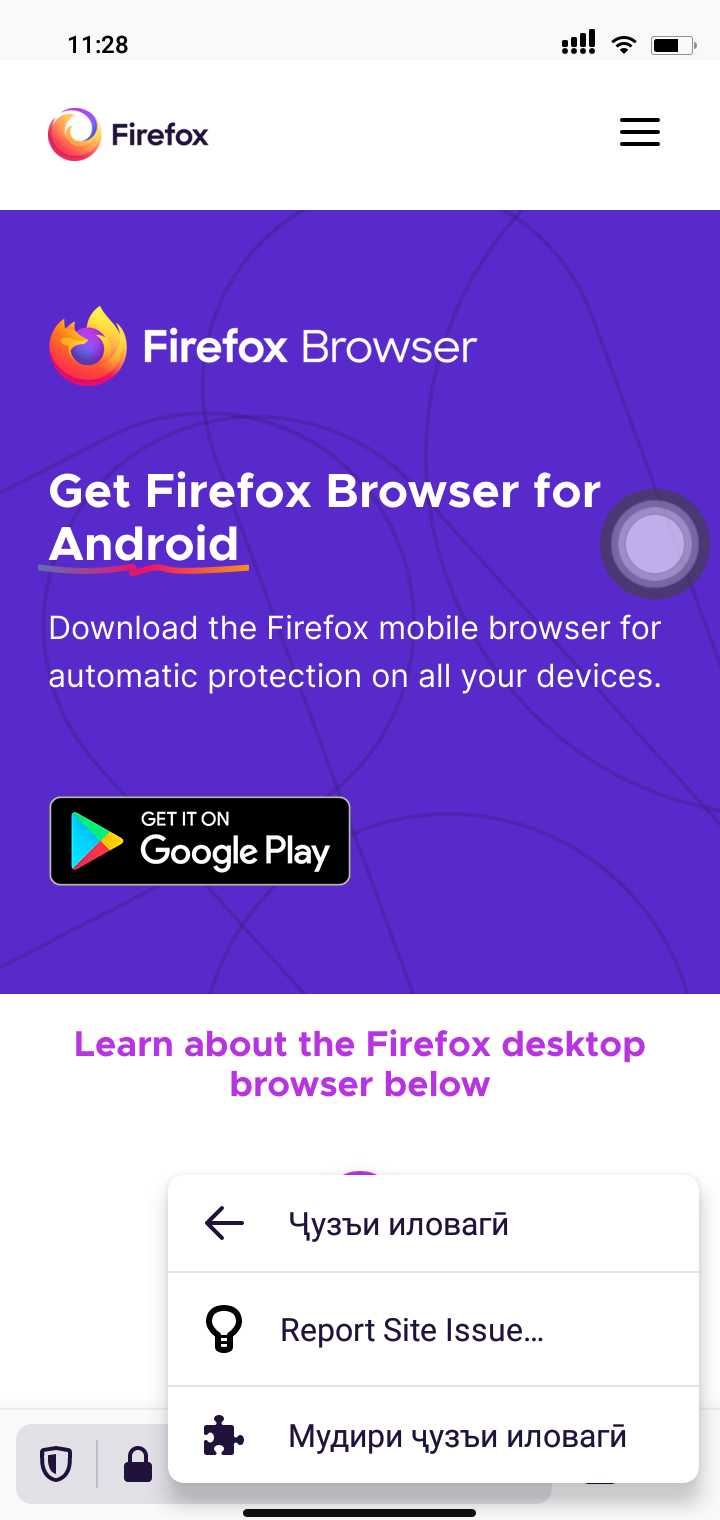 11:28
Firefox
Firefox Browser
Get Firefox Browser for
Android
Download the Firefox mobile browser for
automatic protection on all your devices.
GET IT ON
Google Play
Learn about the Firefox desktop
browser below
Ҷузъи иловагӣ
Report Site Issue…
Мудири ҷузъи иловагӣ